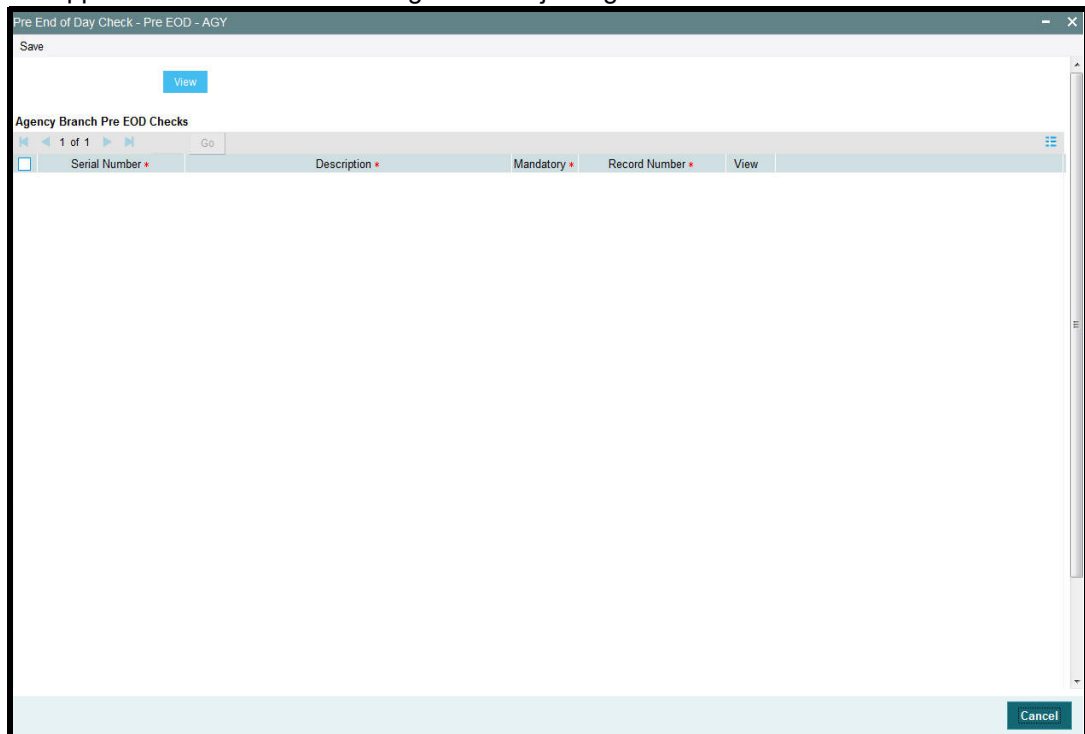 Pre End of Day Check - Pre EOD - AGY
Save
View
Agency Branch Pre EOD Checks
1 of 1 Go
Serial Number * Description * Mandatory * Record Number * View
Cancel